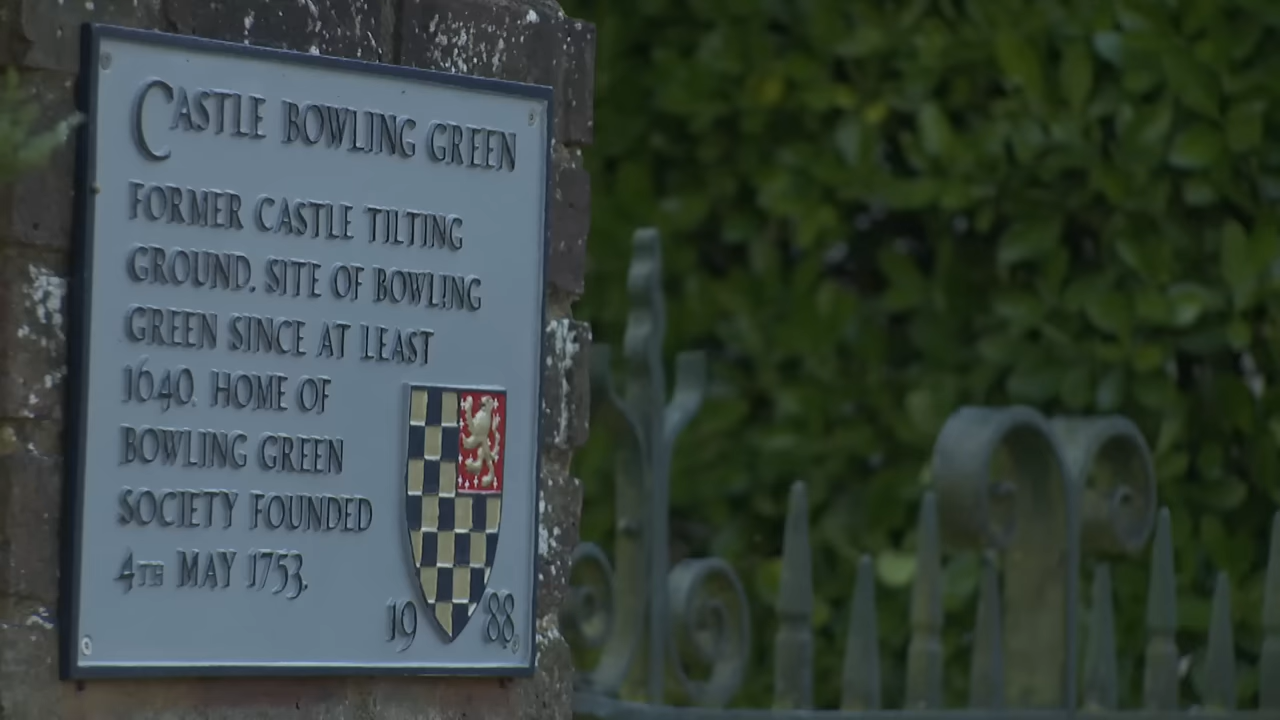 CASTLE BOWLING GREEN
FORMER CASTLE TILTING
GROUND. SITE OF BOWLING
GREEN SINCE AT LEAST
1640. HOME OF
BOWLING GREEN
SOCIETY FOUNDED
4TH MAY 1753.
19 88